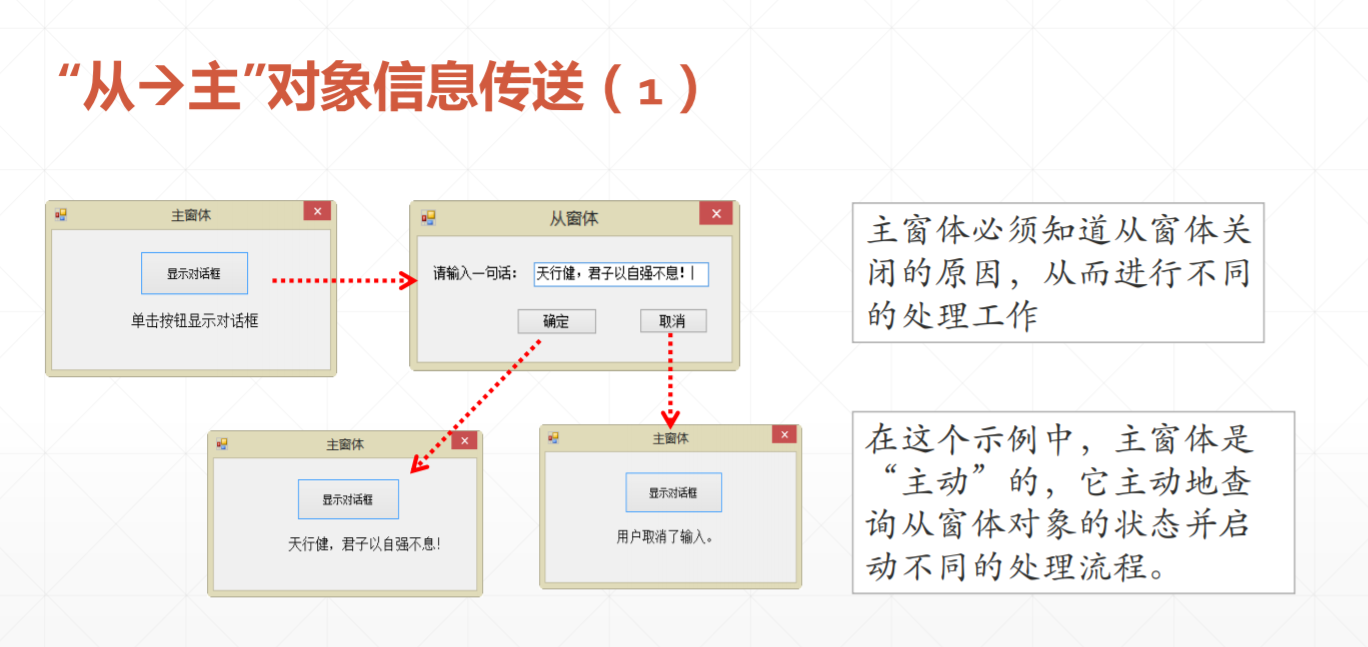 “从→主”对象信息传送（1）
主窗体
显示对话框
单击按钮显示对话框
从窗体
请输入一句话：
天行健，君子以自强不息！
确定
取消
主窗体
显示对话框
天行健，君子以自强不息！
主窗体
显示对话框
用户取消了输入。
主窗体必须知道从窗体关
闭的原因，从而进行不同
的处理工作
在这个示例中，主窗体是
“主动”的，它主动地查
询从窗体对象的状态并启
动不同的处理流程。